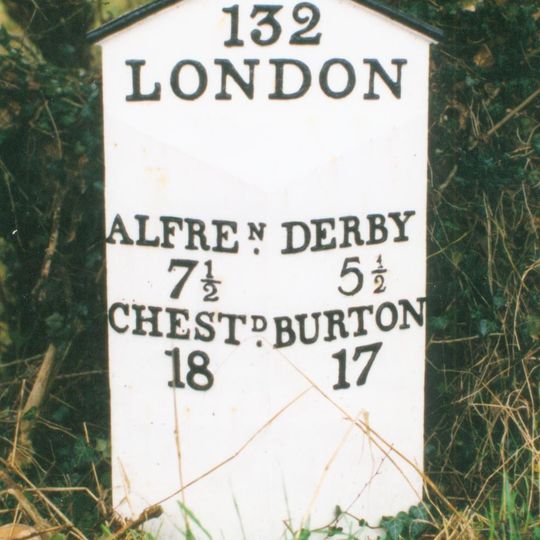 132
LONDON
ALFREN. DERBY
7½ 5½
CHESTD. BURTON
18 17